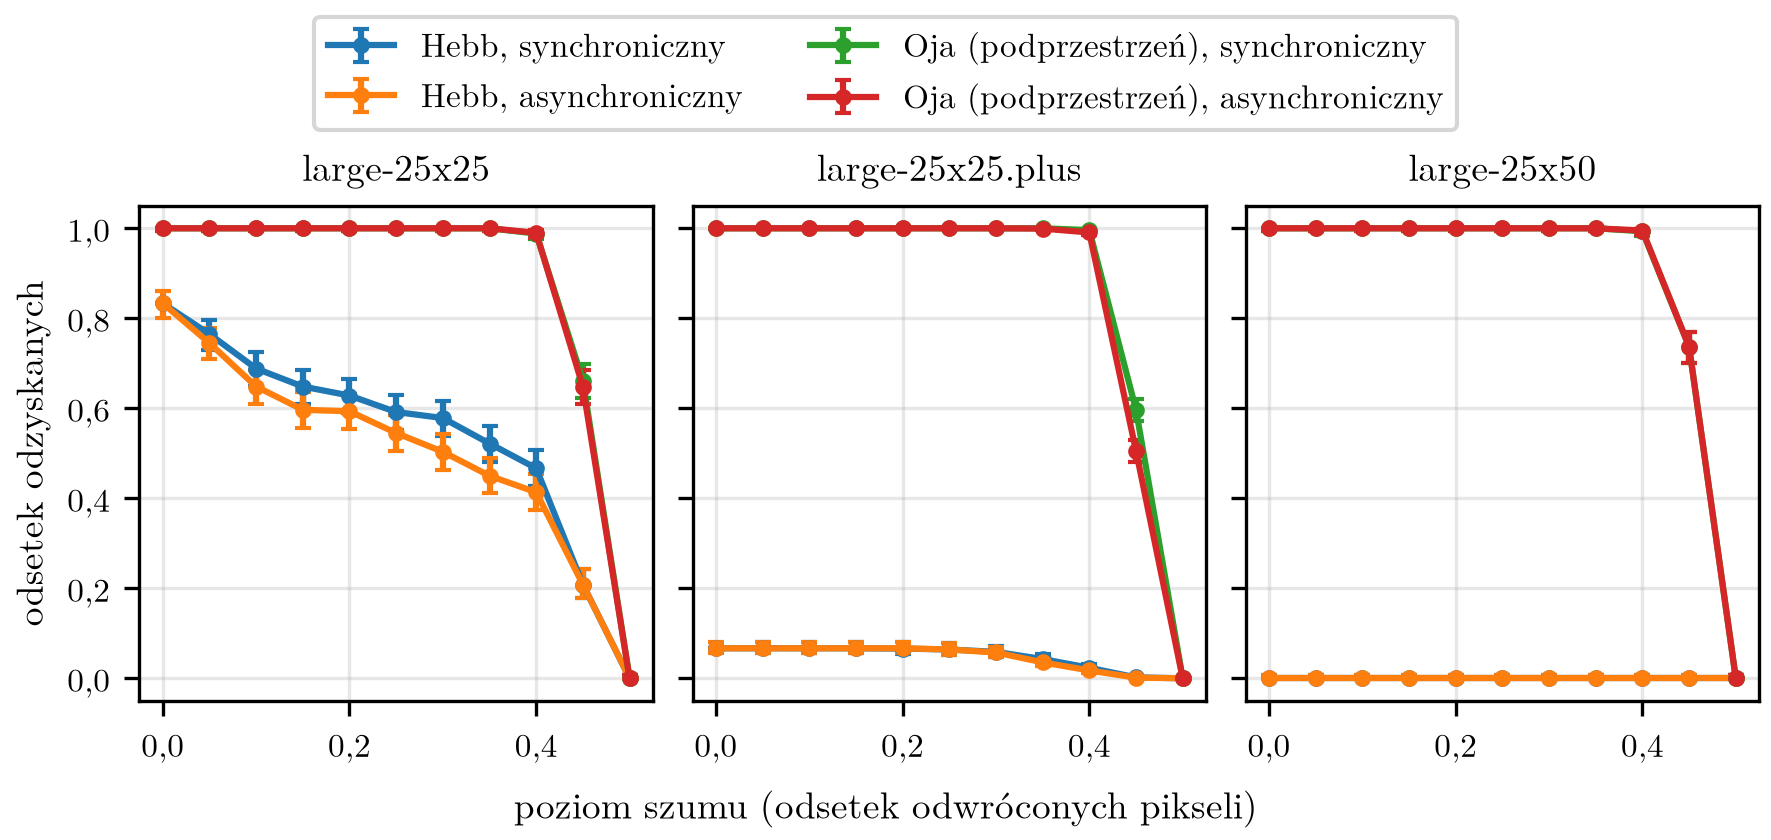 Hebb, synchroniczny
Hebb, asynchroniczny
Oja (podprzestrzeń), synchroniczny
Oja (podprzestrzeń), asynchroniczny
large-25x25
large-25x25.plus
large-25x50
odsetek odzyskanych
1,0
0,8
0,6
0,4
0,2
0,0
0,0 0,2 0,4
0,0 0,2 0,4
0,0 0,2 0,4
poziom szumu (odsetek odwróconych pikseli)